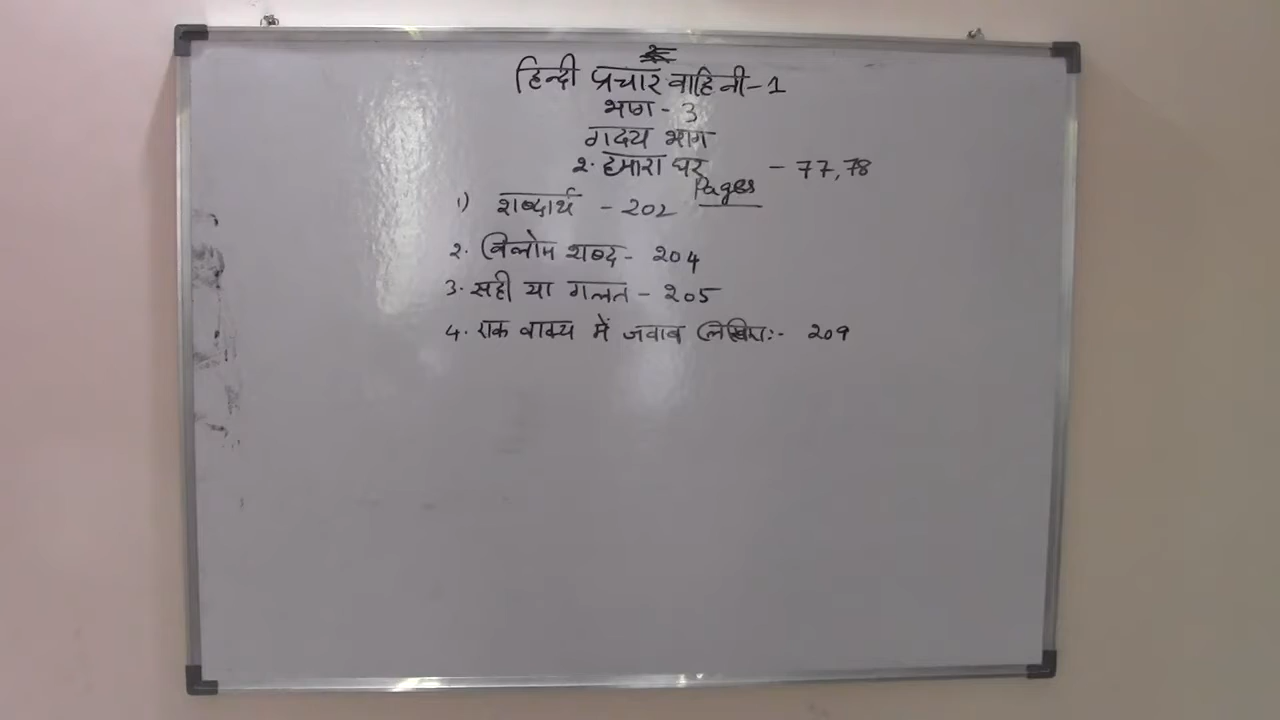 हिन्दी प्रचार वाहिनी-1
भाग - 3
गद्य भाग
2. हमारा घर - 77, 78
Pages
1) शब्दार्थ - 202
2. विलोम शब्द - 204
3. सही या गलत - 205
4. एक वाक्य में जवाब लिखिए:- 209